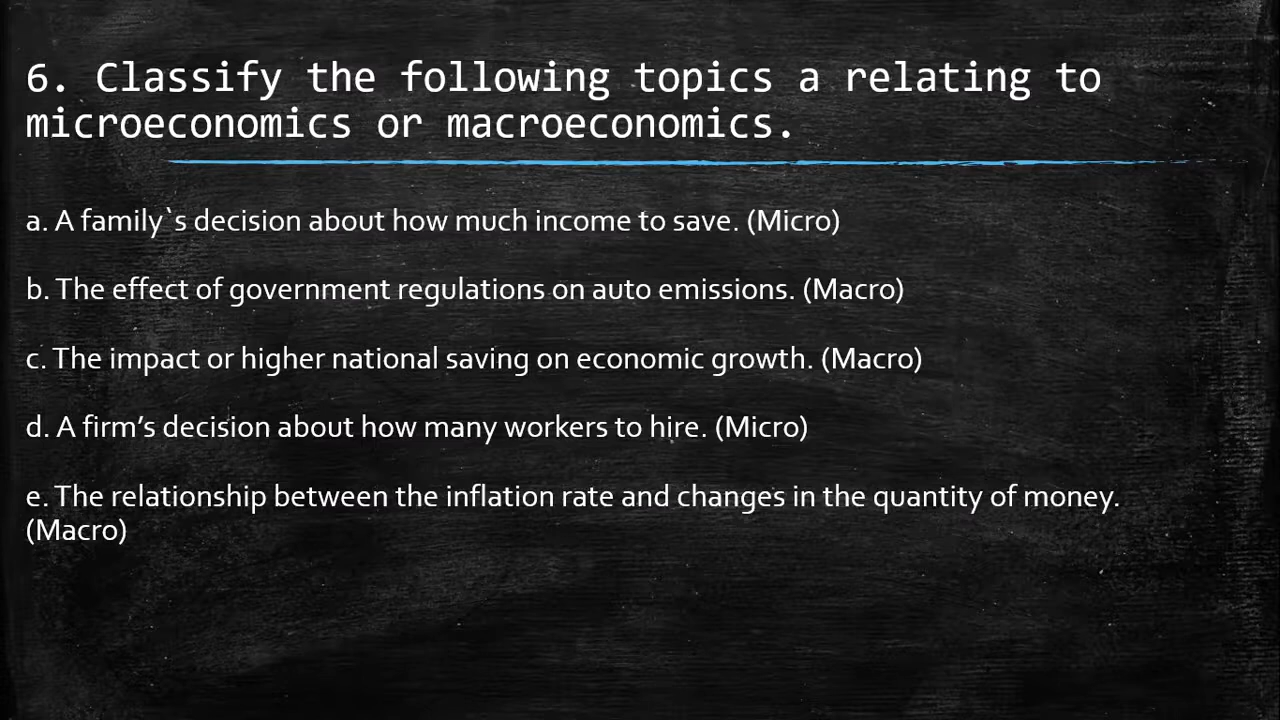 6. Classify the following topics a relating to
microeconomics or macroeconomics.
a. A family`s decision about how much income to save. (Micro)
b. The effect of government regulations on auto emissions. (Macro)
c. The impact or higher national saving on economic growth. (Macro)
d. A firm’s decision about how many workers to hire. (Micro)
e. The relationship between the inflation rate and changes in the quantity of money.
(Macro)